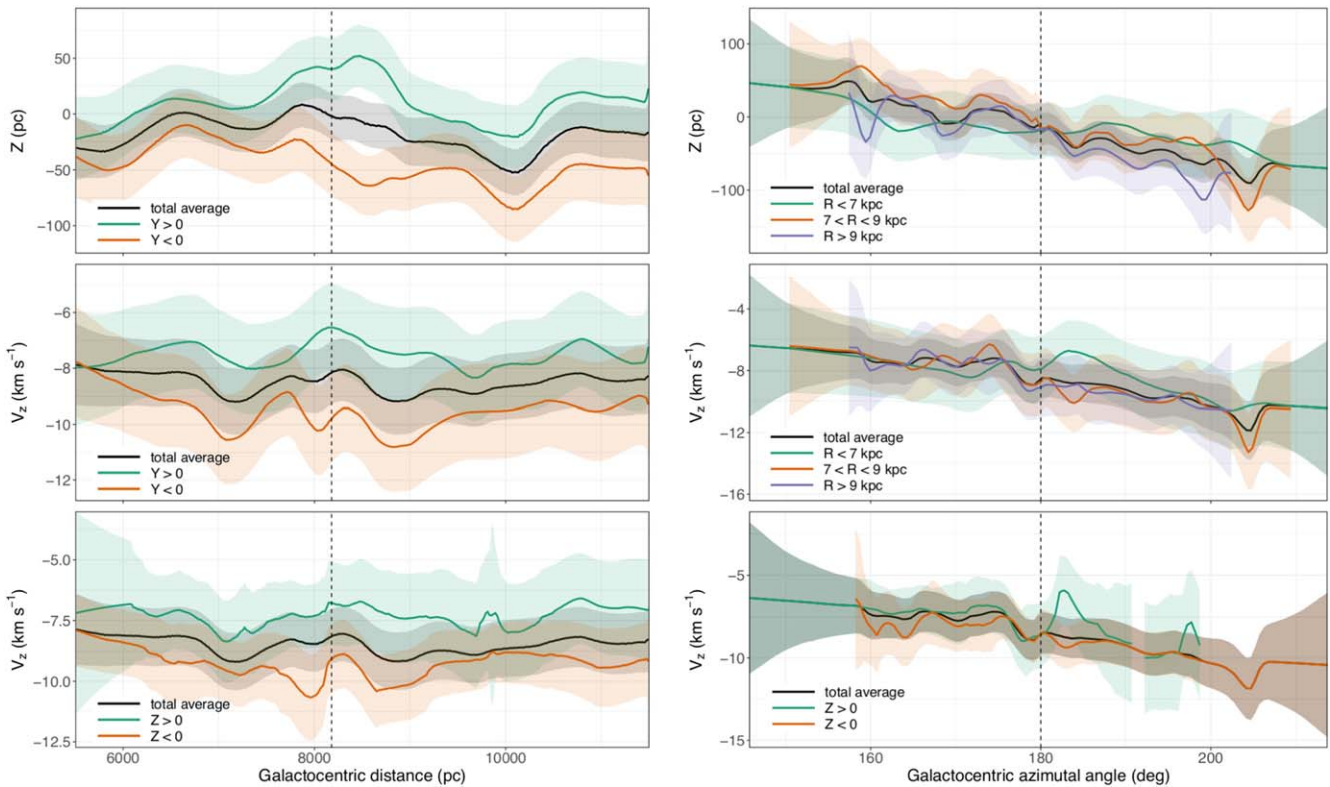 50
0
−50
−100
Z (pc)
total average
Y > 0
Y < 0
−6
−8
−10
−12
V_z (km s⁻¹)
total average
Y > 0
Y < 0
−5.0
−7.5
−10.0
−12.5
V_z (km s⁻¹)
total average
Z > 0
Z < 0
6000 8000 10000
Galactocentric distance (pc)
100
0
−100
Z (pc)
total average
R < 7 kpc
7 < R < 9 kpc
R > 9 kpc
−4
−8
−12
−16
V_z (km s⁻¹)
total average
R < 7 kpc
7 < R < 9 kpc
R > 9 kpc
−5
−10
−15
V_z (km s⁻¹)
total average
Z > 0
Z < 0
160 180 200
Galactocentric azimutal angle (deg)